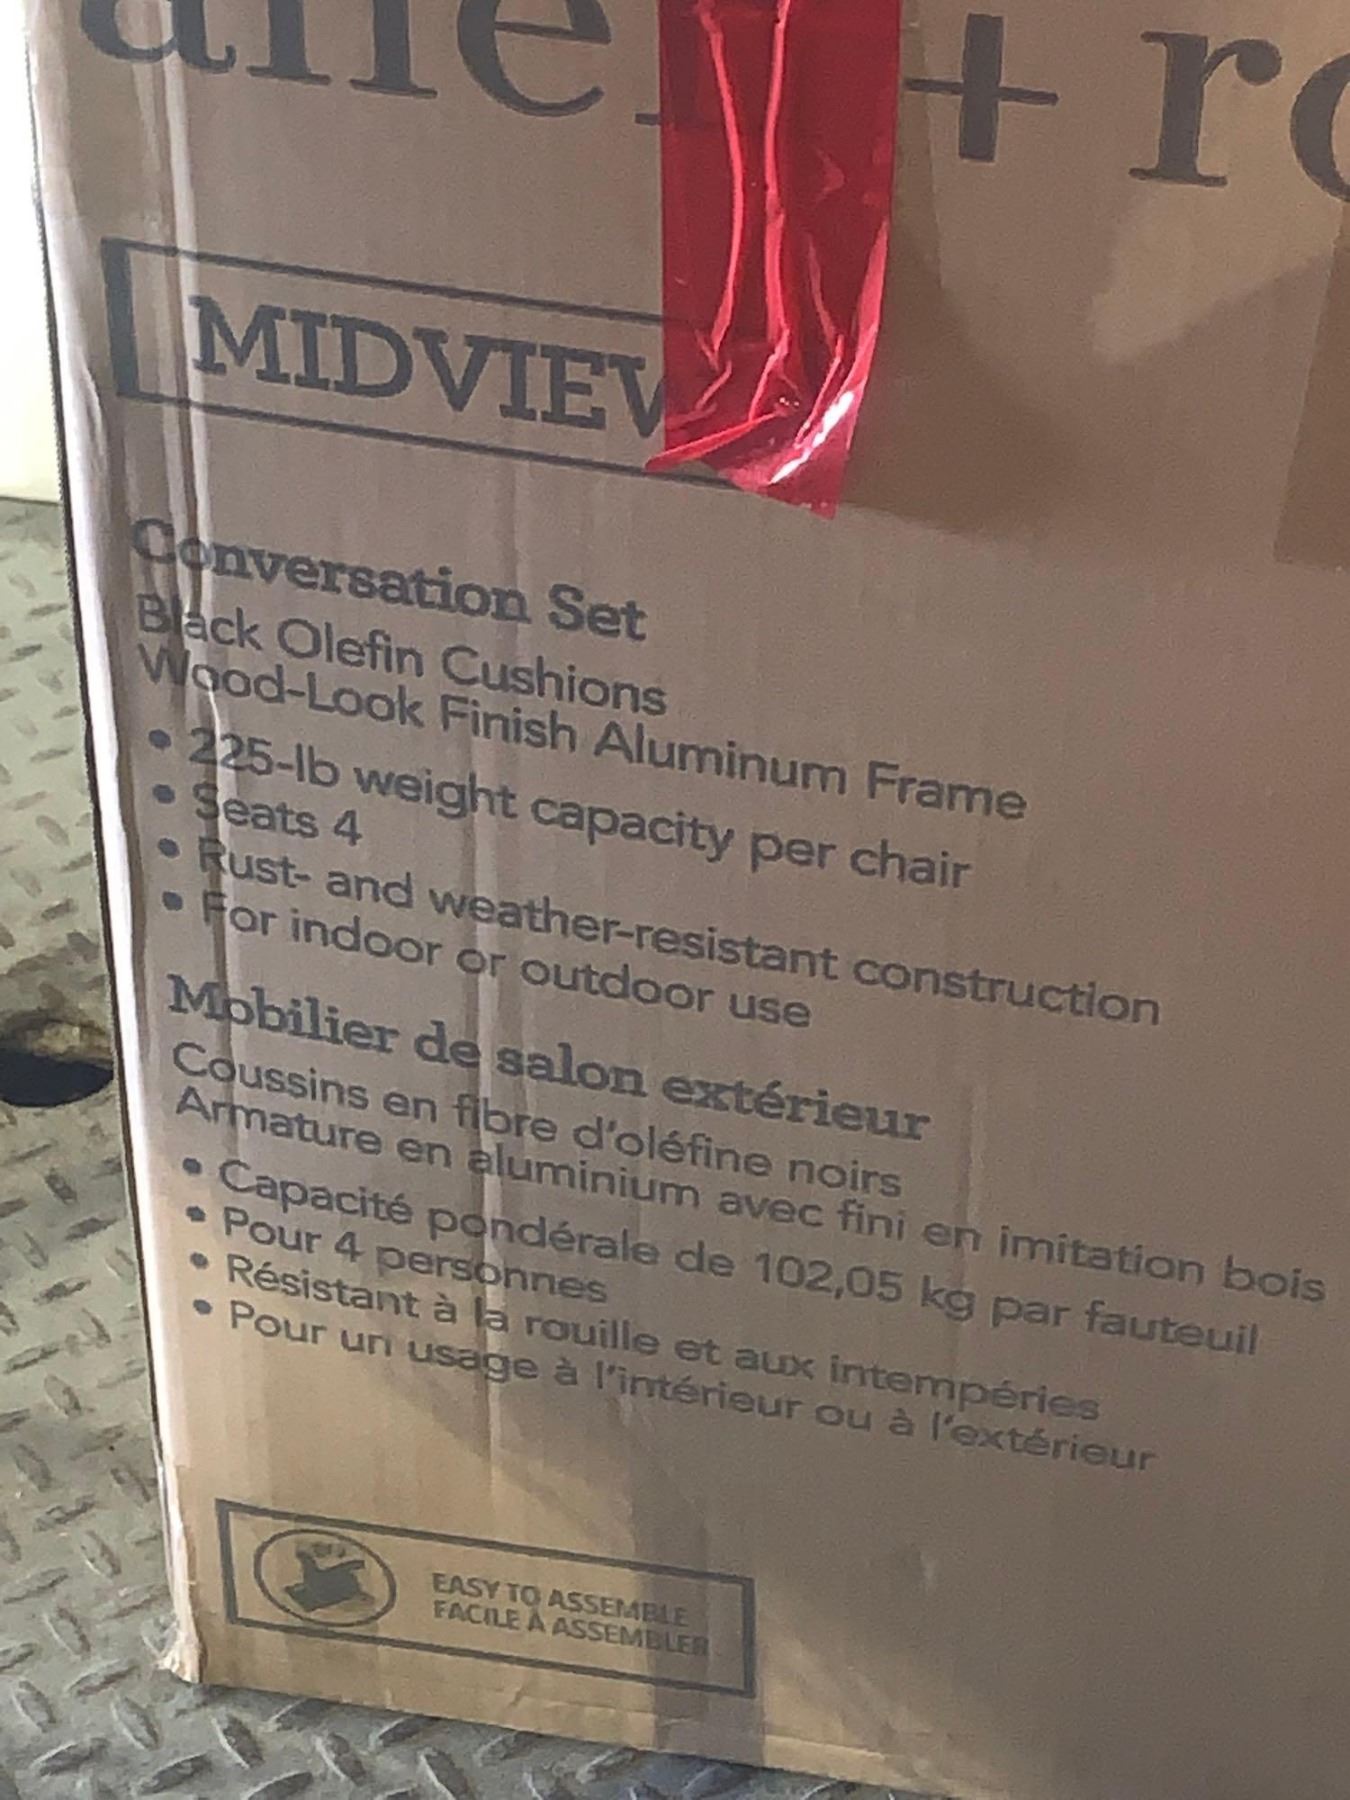 +
MIDVIEW
Conversation Set
Black Olefin Cushions
Wood-Look Finish Aluminum Frame
• 225-lb weight capacity per chair
• Seats 4
• Rust- and weather-resistant construction
• For indoor or outdoor use
Mobilier de salon extérieur
Coussins en fibre d'oléfine noirs
Armature en aluminium avec fini en imitation bois
• Capacité pondérale de 102,05 kg par fauteuil
• Pour 4 personnes
• Résistant à la rouille et aux intempéries
• Pour un usage à l'intérieur ou à l'extérieur
EASY TO ASSEMBLE
FACILE À ASSEMBLER